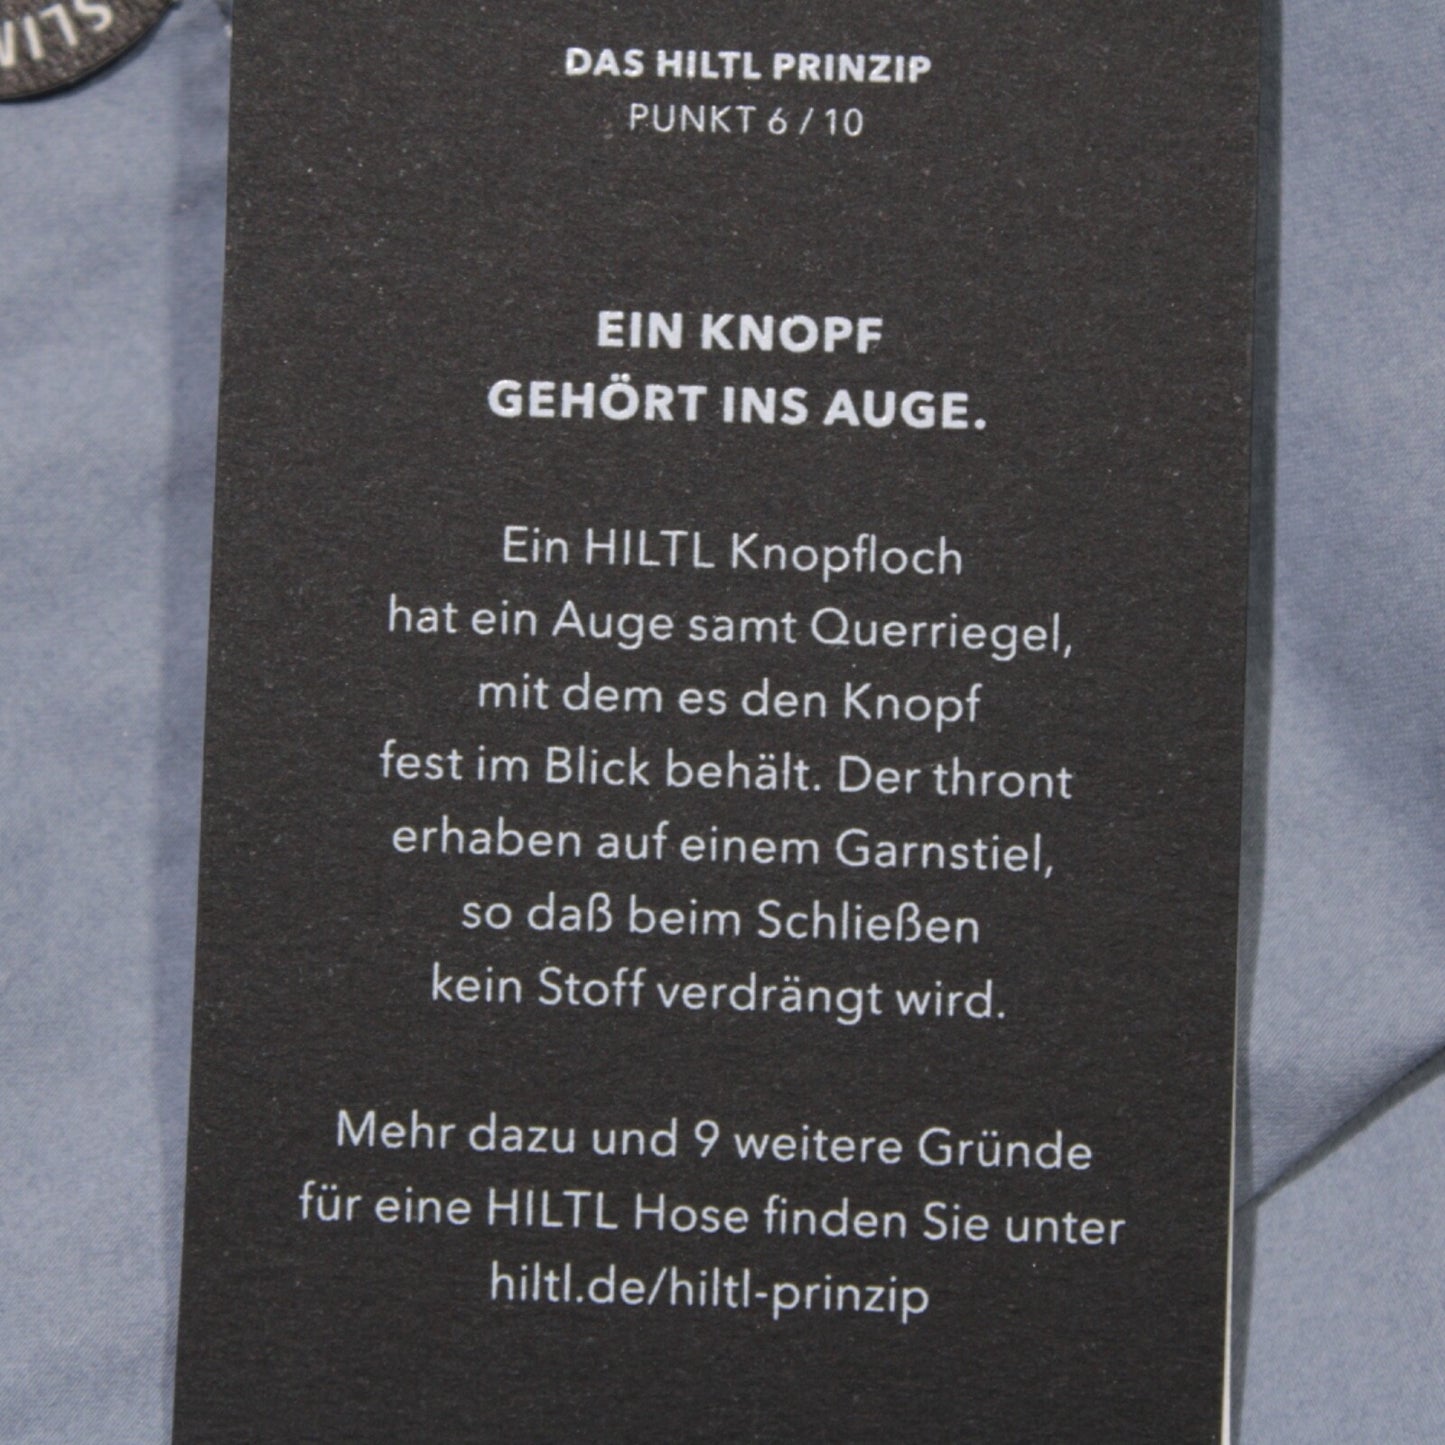 SLIM
DAS HILTL PRINZIP
PUNKT 6 / 10
EIN KNOPF
GEHÖRT INS AUGE.
Ein HILTL Knopfloch
hat ein Auge samt Querriegel,
mit dem es den Knopf
fest im Blick behält. Der thront
erhaben auf einem Garnstiel,
so daß beim Schließen
kein Stoff verdrängt wird.
Mehr dazu und 9 weitere Gründe
für eine HILTL Hose finden Sie unter
hiltl.de/hiltl-prinzip